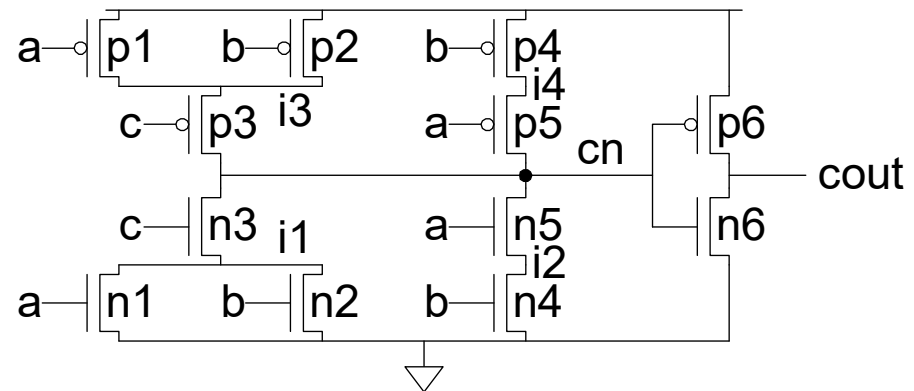 a p1 b p2 b p4
i4
c p3 i3 a p5 p6
cn
cout
c n3 i1 a n5 n6
i2
a n1 b n2 b n4